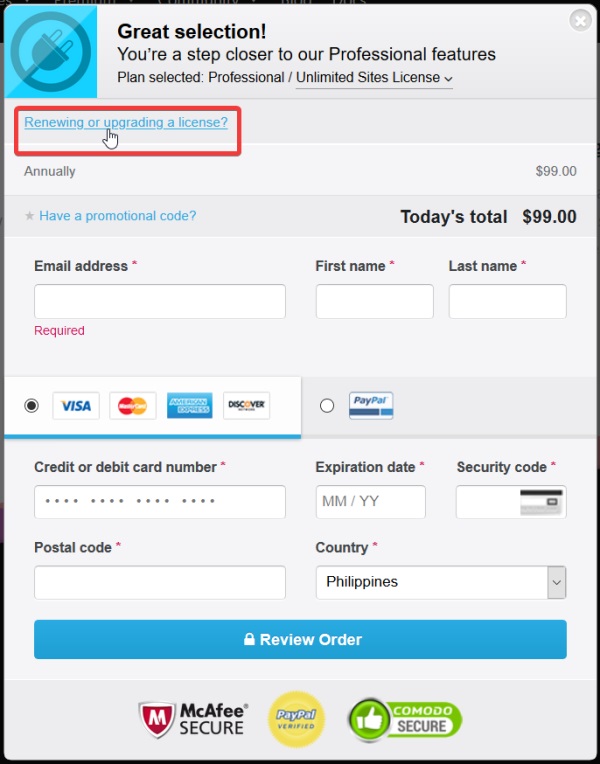 Great selection!
You're a step closer to our Professional features
Plan selected: Professional / Unlimited Sites License
Renewing or upgrading a license?
Annually $99.00
Have a promotional code? Today's total $99.00
Email address * First name * Last name *
Required
VISA MasterCard AMERICAN EXPRESS DISCOVER NETWORK PayPal
Credit or debit card number * Expiration date * Security code *
•••• •••• •••• •••• MM / YY
Postal code * Country *
Philippines
Review Order
McAfee® SECURE PayPal VERIFIED COMODO SECURE